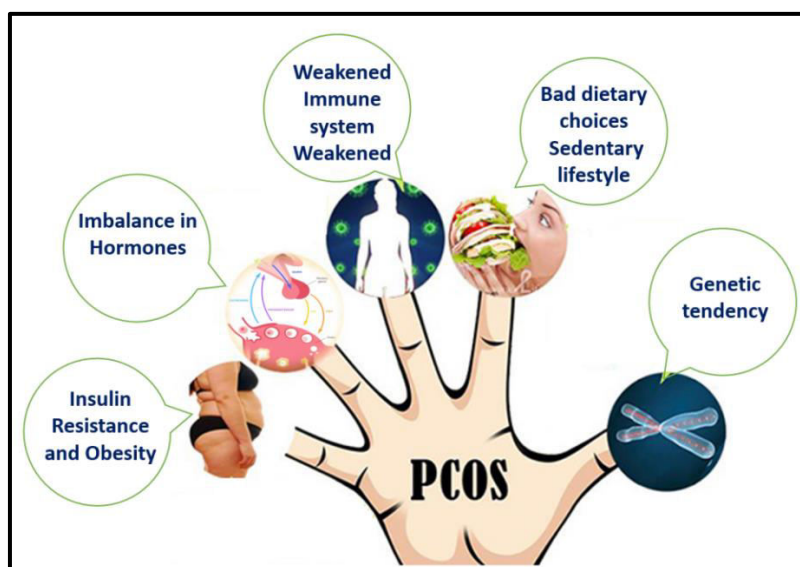 Weakened
Immune
system
Weakened
Bad dietary
choices
Sedentary
lifestyle
Imbalance in
Hormones
Genetic
tendency
Insulin
Resistance
and Obesity
PCOS